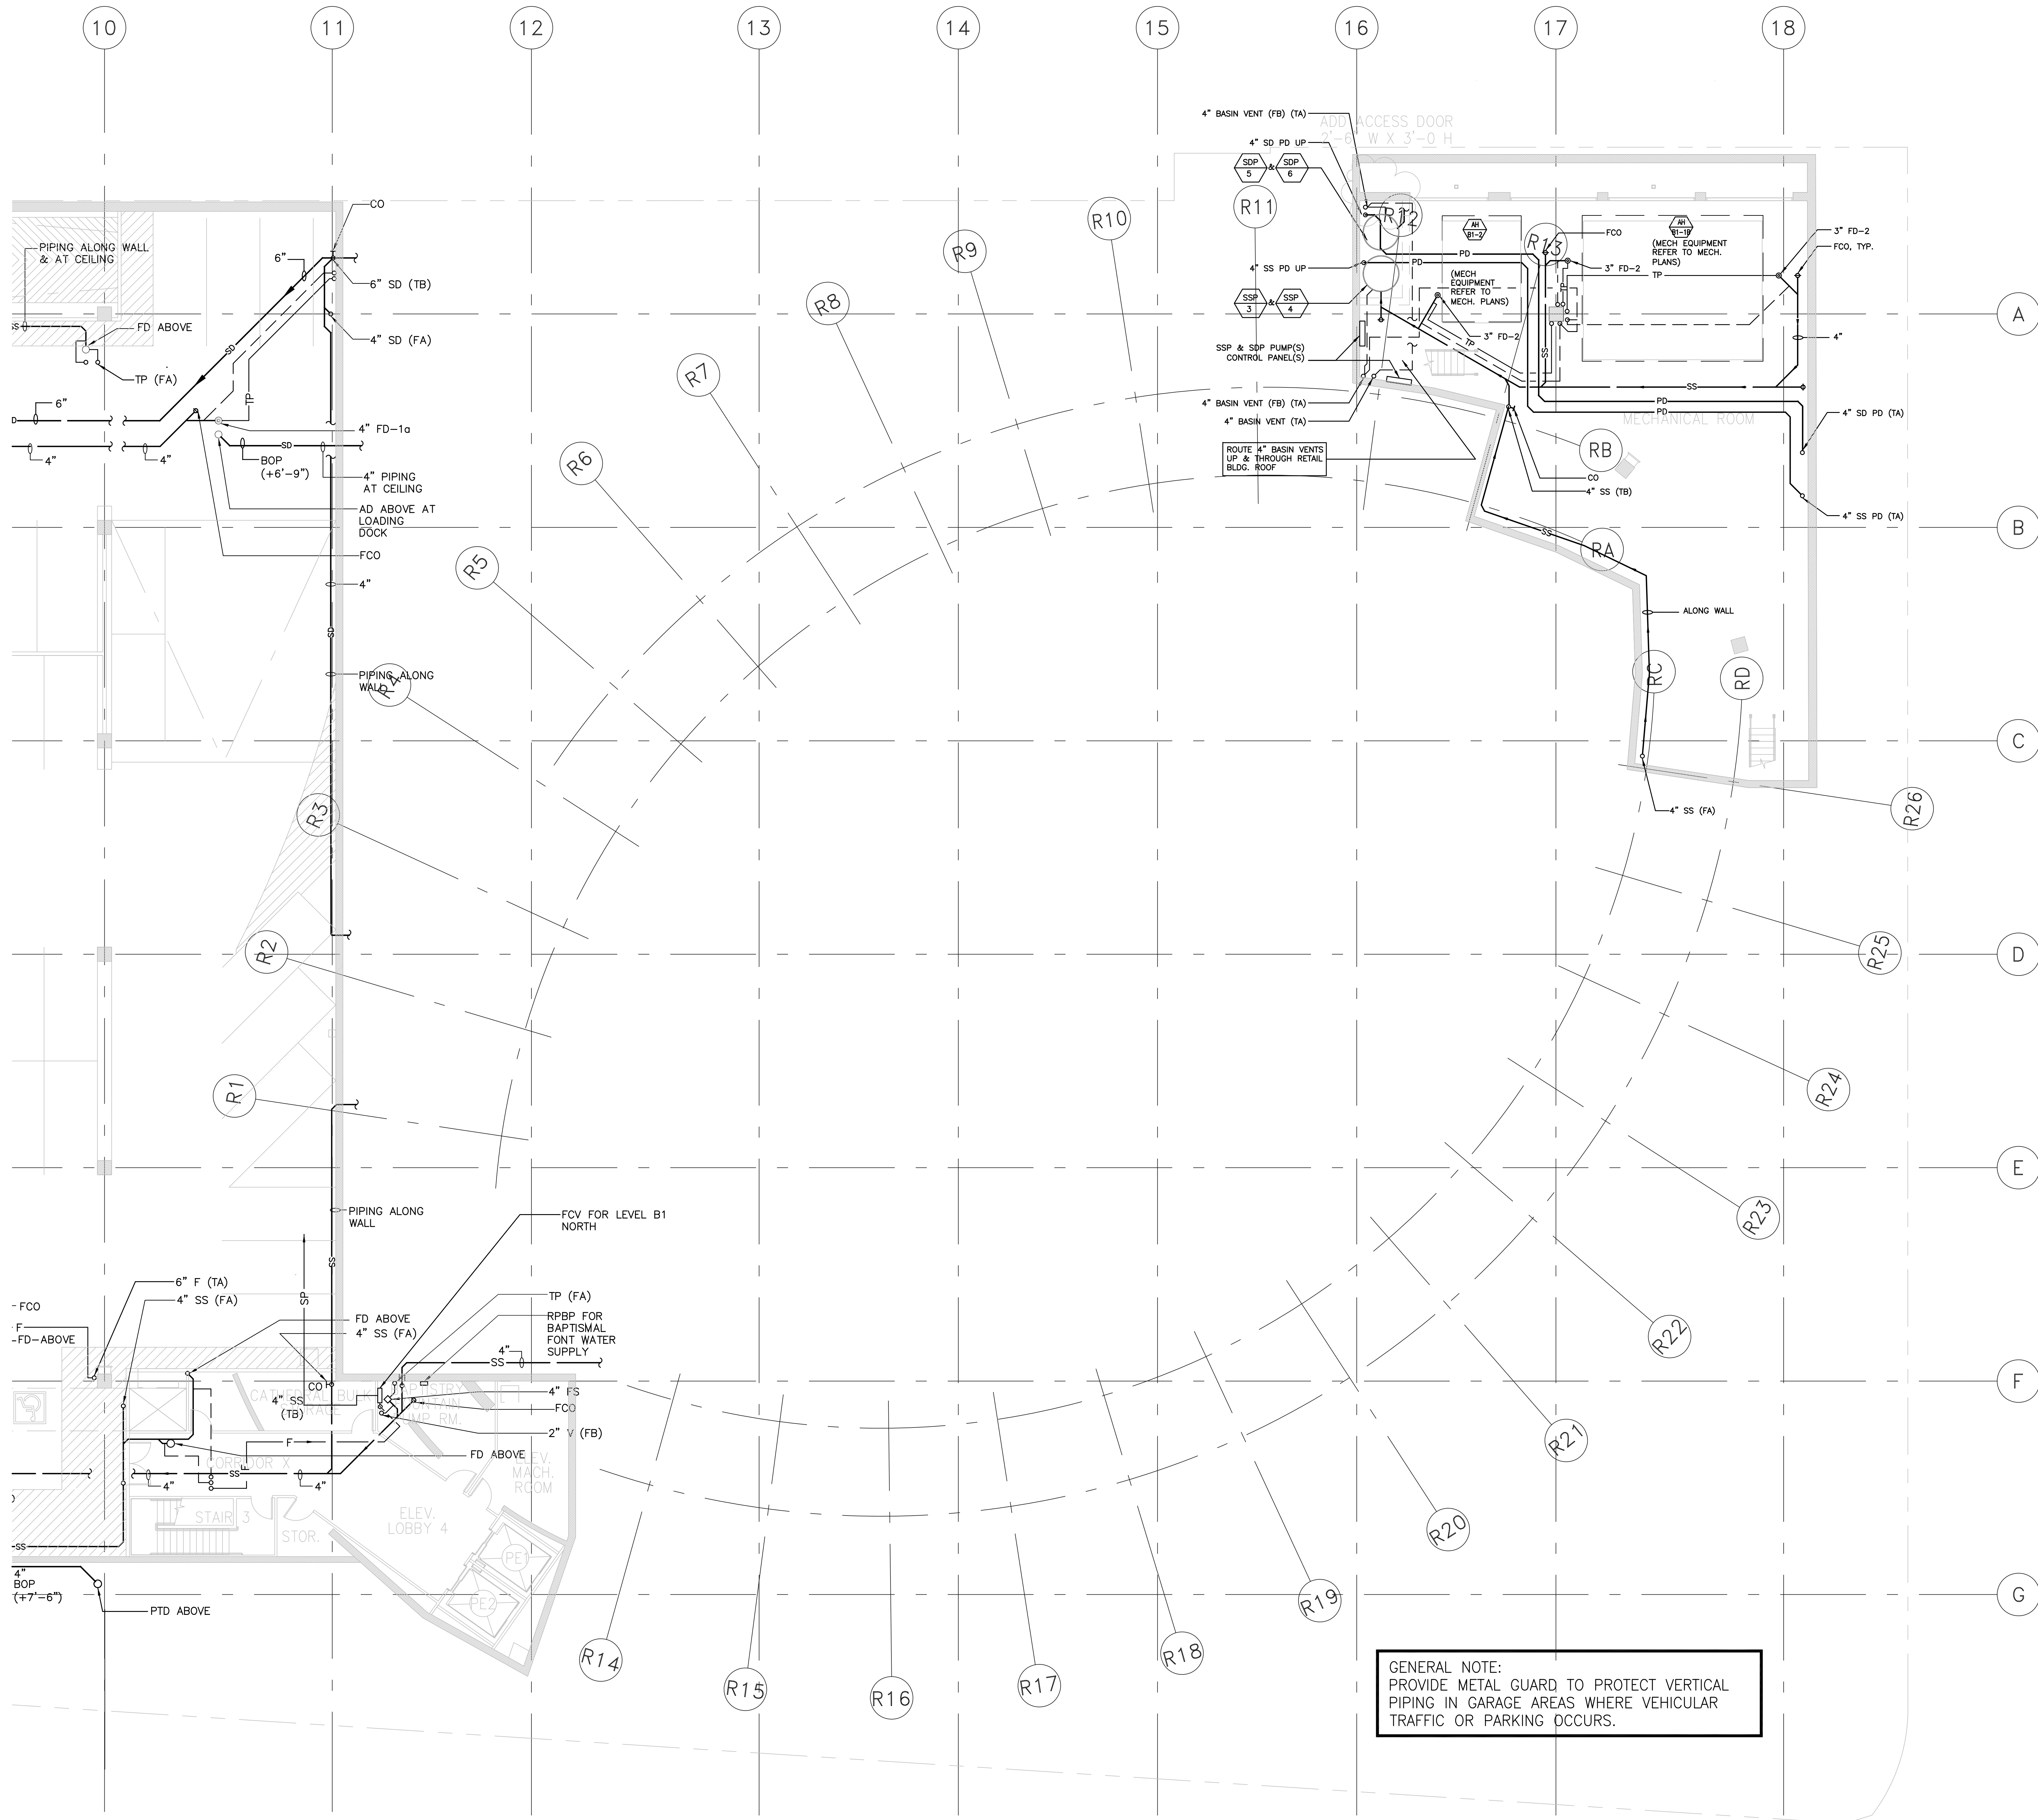 10
11
12
13
14
15
16
17
18
4" BASIN VENT (FB) (TA)
ADD ACCESS DOOR
2'-6" W X 3'-0 H
4" SD PD UP
SDP
5
&
SDP
6
R11
R12
R13
4" SS PD UP
SSP
3
&
SSP
4
SSP & SDP PUMP(S)
CONTROL PANEL(S)
4" BASIN VENT (FB) (TA)
4" BASIN VENT (TA)
ROUTE 4" BASIN VENTS
UP & THROUGH RETAIL
BLDG. ROOF
AH
B1-2
(MECH
EQUIPMENT
REFER TO
MECH. PLANS)
AH
B1-1B
(MECH EQUIPMENT
REFER TO MECH.
PLANS)
FCO
3" FD-2
TP
TP
3" FD-2
FCO, TYP.
PD
PD
3" FD-2
TP
SS
SS
4"
PD
PD
MECHANICAL ROOM
4" SD PD (TA)
4" SS PD (TA)
RB
CO
4" SS (TB)
SS
RA
ALONG WALL
RC
RD
4" SS (FA)
A
B
C
D
E
F
G
CO
PIPING ALONG WALL
& AT CEILING
6"
6" SD (TB)
SS
FD ABOVE
4" SD (FA)
SD
TP (FA)
TP
6"
4"
4"
4" FD-1a
SD
BOP
(+6'-9")
4" PIPING
AT CEILING
AD ABOVE AT
LOADING
DOCK
FCO
4"
SD
PIPING ALONG
WALL
R10
R9
R8
R7
R6
R5
R4
R3
R2
R1
PIPING ALONG
WALL
SS
SP
FCV FOR LEVEL B1
NORTH
6" F (TA)
4" SS (FA)
FCO
F
FD-ABOVE
FD ABOVE
4" SS (FA)
TP (FA)
RPBP FOR
BAPTISMAL
FONT WATER
SUPPLY
4"
SS
CO
4" SS
(TB)
4" FS
FCO
2" V (FB)
FD ABOVE
F
F
SS
4"
4"
CORRIDOR X
ELEV.
MACH.
ROOM
STAIR 3
STOR.
ELEV.
LOBBY 4
PE1
PE2
SS
4"
BOP
(+7'-6")
PTD ABOVE
R14
R15
R16
R17
R18
R19
R20
R21
R22
R23
R24
R25
R26
GENERAL NOTE:
PROVIDE METAL GUARD TO PROTECT VERTICAL
PIPING IN GARAGE AREAS WHERE VEHICULAR
TRAFFIC OR PARKING OCCURS.